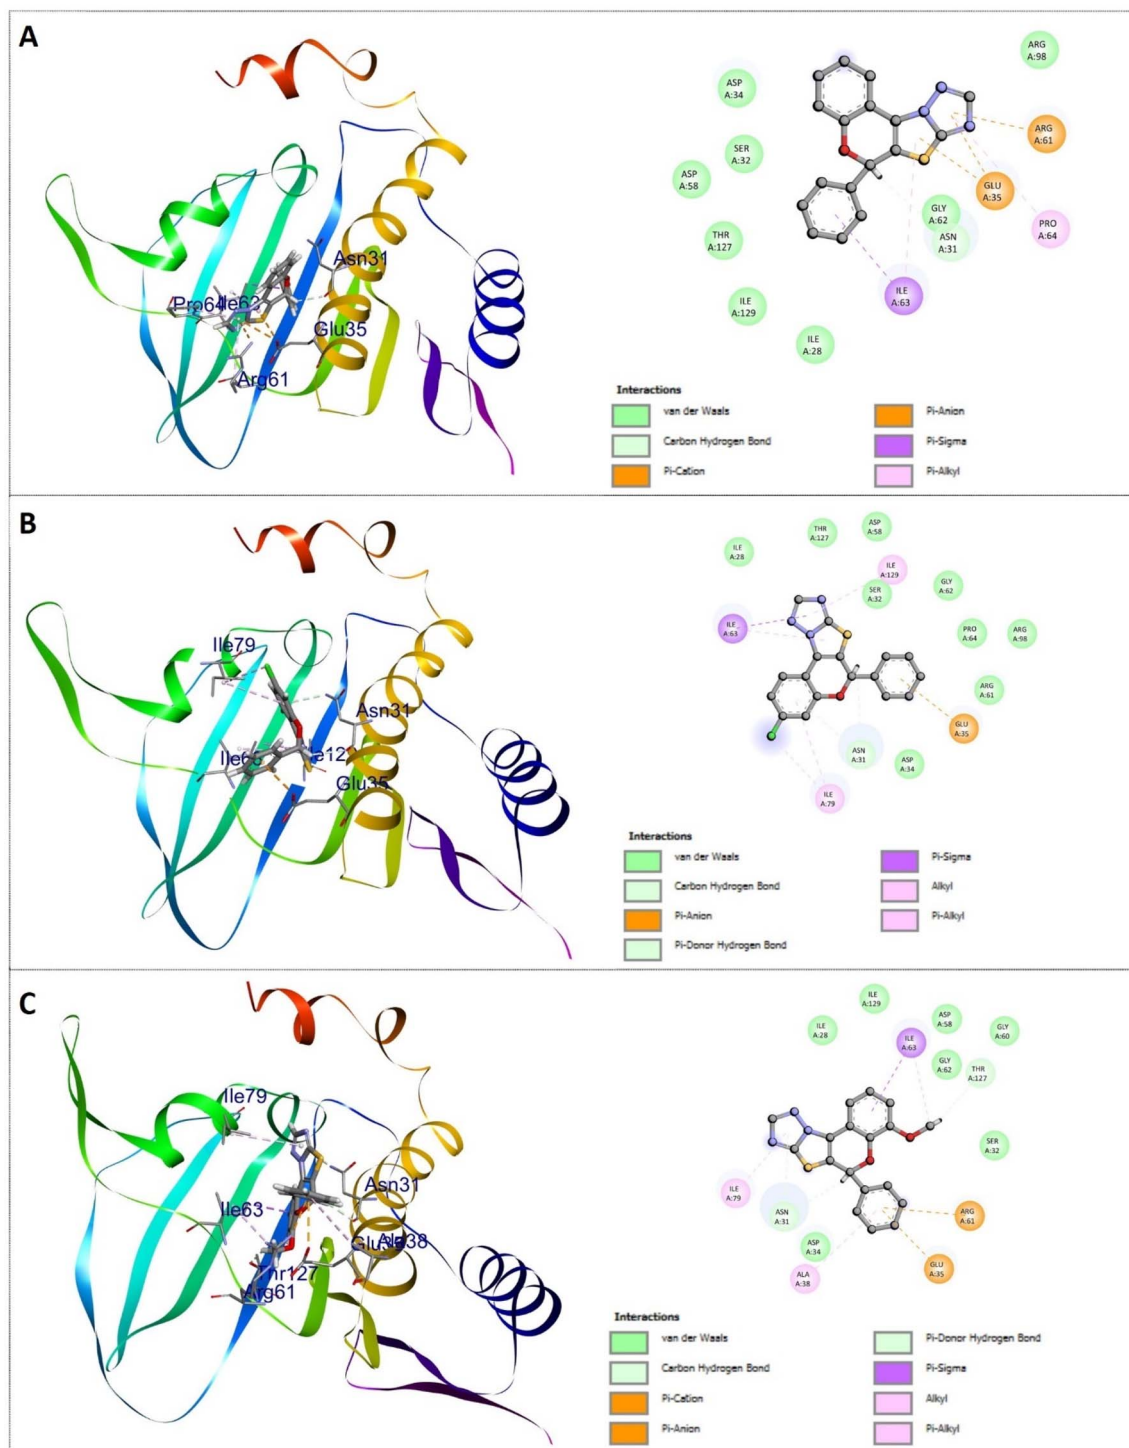 A
Asn31
Pro64
Ile63
Glu35
Arg61
ARG
A:98
ASP
A:34
ARG
A:61
SER
A:32
ASP
A:58
GLU
A:35
GLY
A:62
PRO
A:64
ASN
A:31
THR
A:127
ILE
A:63
ILE
A:129
ILE
A:28
Interactions
van der Waals
Carbon Hydrogen Bond
Pi-Cation
Pi-Anion
Pi-Sigma
Pi-Alkyl
B
Ile79
Asn31
Glu35
ASP
A:58
THR
A:127
ILE
A:28
ILE
A:129
SER
A:32
GLY
A:62
ILE
A:63
PRO
A:64
ARG
A:98
ARG
A:61
GLU
A:35
ASN
A:31
ASP
A:34
ILE
A:79
Interactions
van der Waals
Carbon Hydrogen Bond
Pi-Anion
Pi-Donor Hydrogen Bond
Pi-Sigma
Alkyl
Pi-Alkyl
C
Ile79
Asn31
Ile63
Thr127
Arg61
ILE
A:129
ILE
A:28
ASP
A:58
GLY
A:60
ILE
A:63
GLY
A:62
THR
A:127
SER
A:32
ILE
A:79
ASN
A:31
ARG
A:61
ASP
A:34
GLU
A:35
ALA
A:38
Interactions
van der Waals
Carbon Hydrogen Bond
Pi-Cation
Pi-Anion
Pi-Donor Hydrogen Bond
Pi-Sigma
Alkyl
Pi-Alkyl